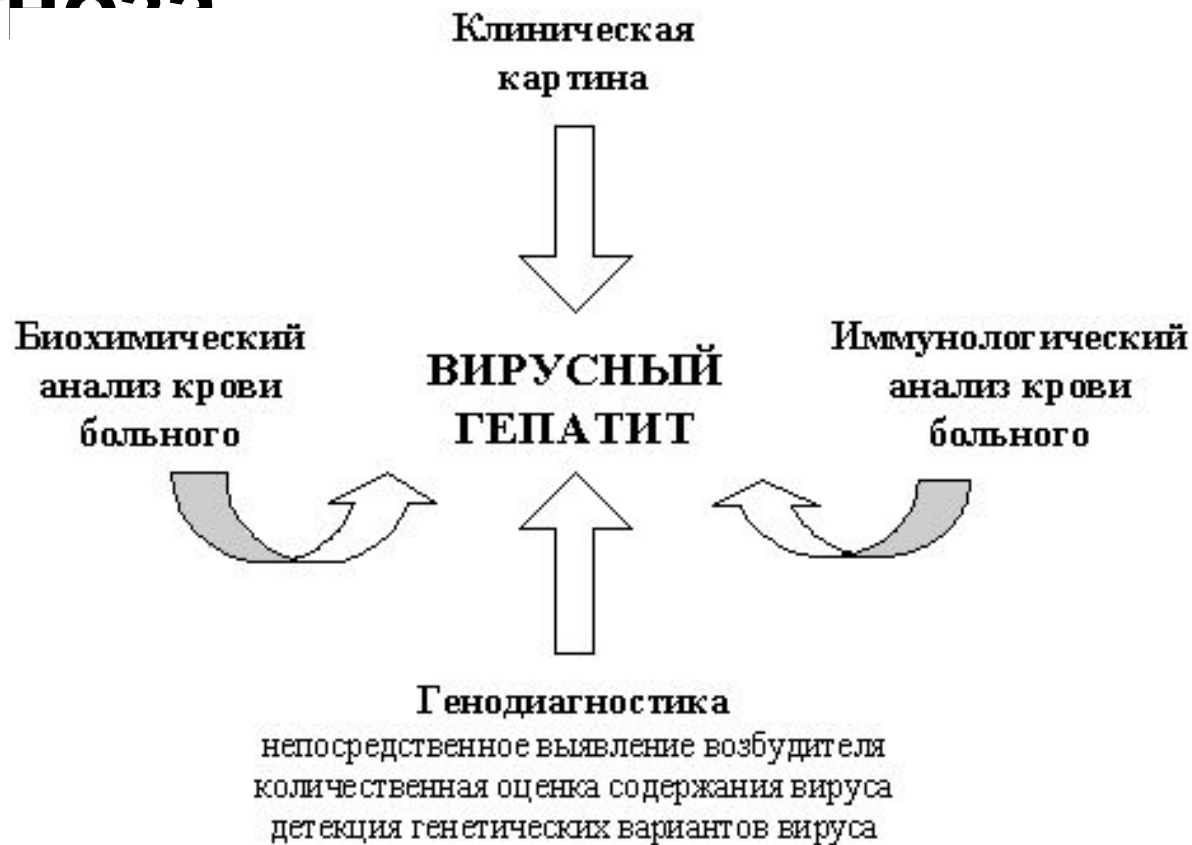 Клиническая
картина
Биохимический
анализ крови
больного
ВИРУСНЫЙ
ГЕПАТИТ
Иммунологический
анализ крови
больного
Генодиагностика
непосредственное выявление возбудителя
количественная оценка содержания вируса
детекция генетических вариантов вируса